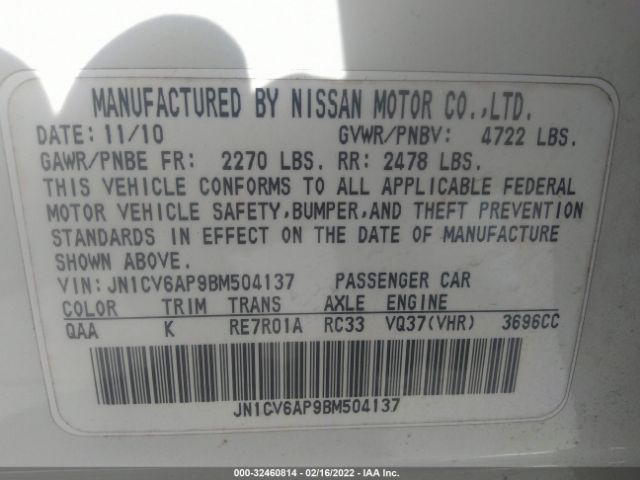 MANUFACTURED BY NISSAN MOTOR CO.,LTD.
DATE: 11/10 GVWR/PNBV: 4722 LBS.
GAWR/PNBE FR: 2270 LBS. RR: 2478 LBS.
THIS VEHICLE CONFORMS TO ALL APPLICABLE FEDERAL
MOTOR VEHICLE SAFETY,BUMPER,AND THEFT PREVENTION
STANDARDS IN EFFECT ON THE DATE OF MANUFACTURE
SHOWN ABOVE.
VIN: JN1CV6AP9BM504137 PASSENGER CAR
COLOR TRIM TRANS AXLE ENGINE
QAA K RE7R01A RC33 VQ37(VHR) 3696CC
JN1CV6AP9BM504137
000-32460814 - 02/16/2022 - IAA Inc.